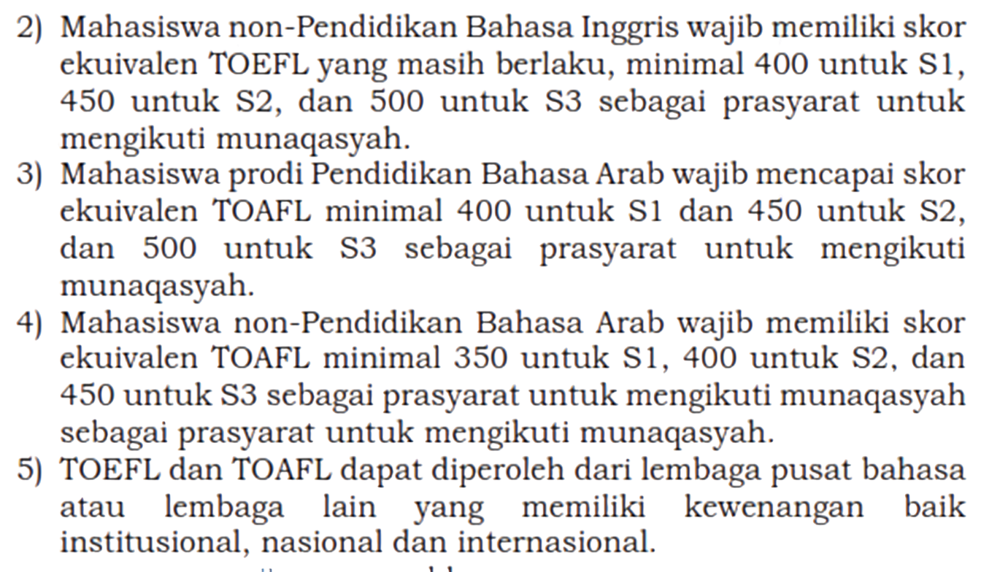 2) Mahasiswa non-Pendidikan Bahasa Inggris wajib memiliki skor
ekuivalen TOEFL yang masih berlaku, minimal 400 untuk S1,
450 untuk S2, dan 500 untuk S3 sebagai prasyarat untuk
mengikuti munaqasyah.
3) Mahasiswa prodi Pendidikan Bahasa Arab wajib mencapai skor
ekuivalen TOAFL minimal 400 untuk S1 dan 450 untuk S2,
dan 500 untuk S3 sebagai prasyarat untuk mengikuti
munaqasyah.
4) Mahasiswa non-Pendidikan Bahasa Arab wajib memiliki skor
ekuivalen TOAFL minimal 350 untuk S1, 400 untuk S2, dan
450 untuk S3 sebagai prasyarat untuk mengikuti munaqasyah
sebagai prasyarat untuk mengikuti munaqasyah.
5) TOEFL dan TOAFL dapat diperoleh dari lembaga pusat bahasa
atau lembaga lain yang memiliki kewenangan baik
institusional, nasional dan internasional.